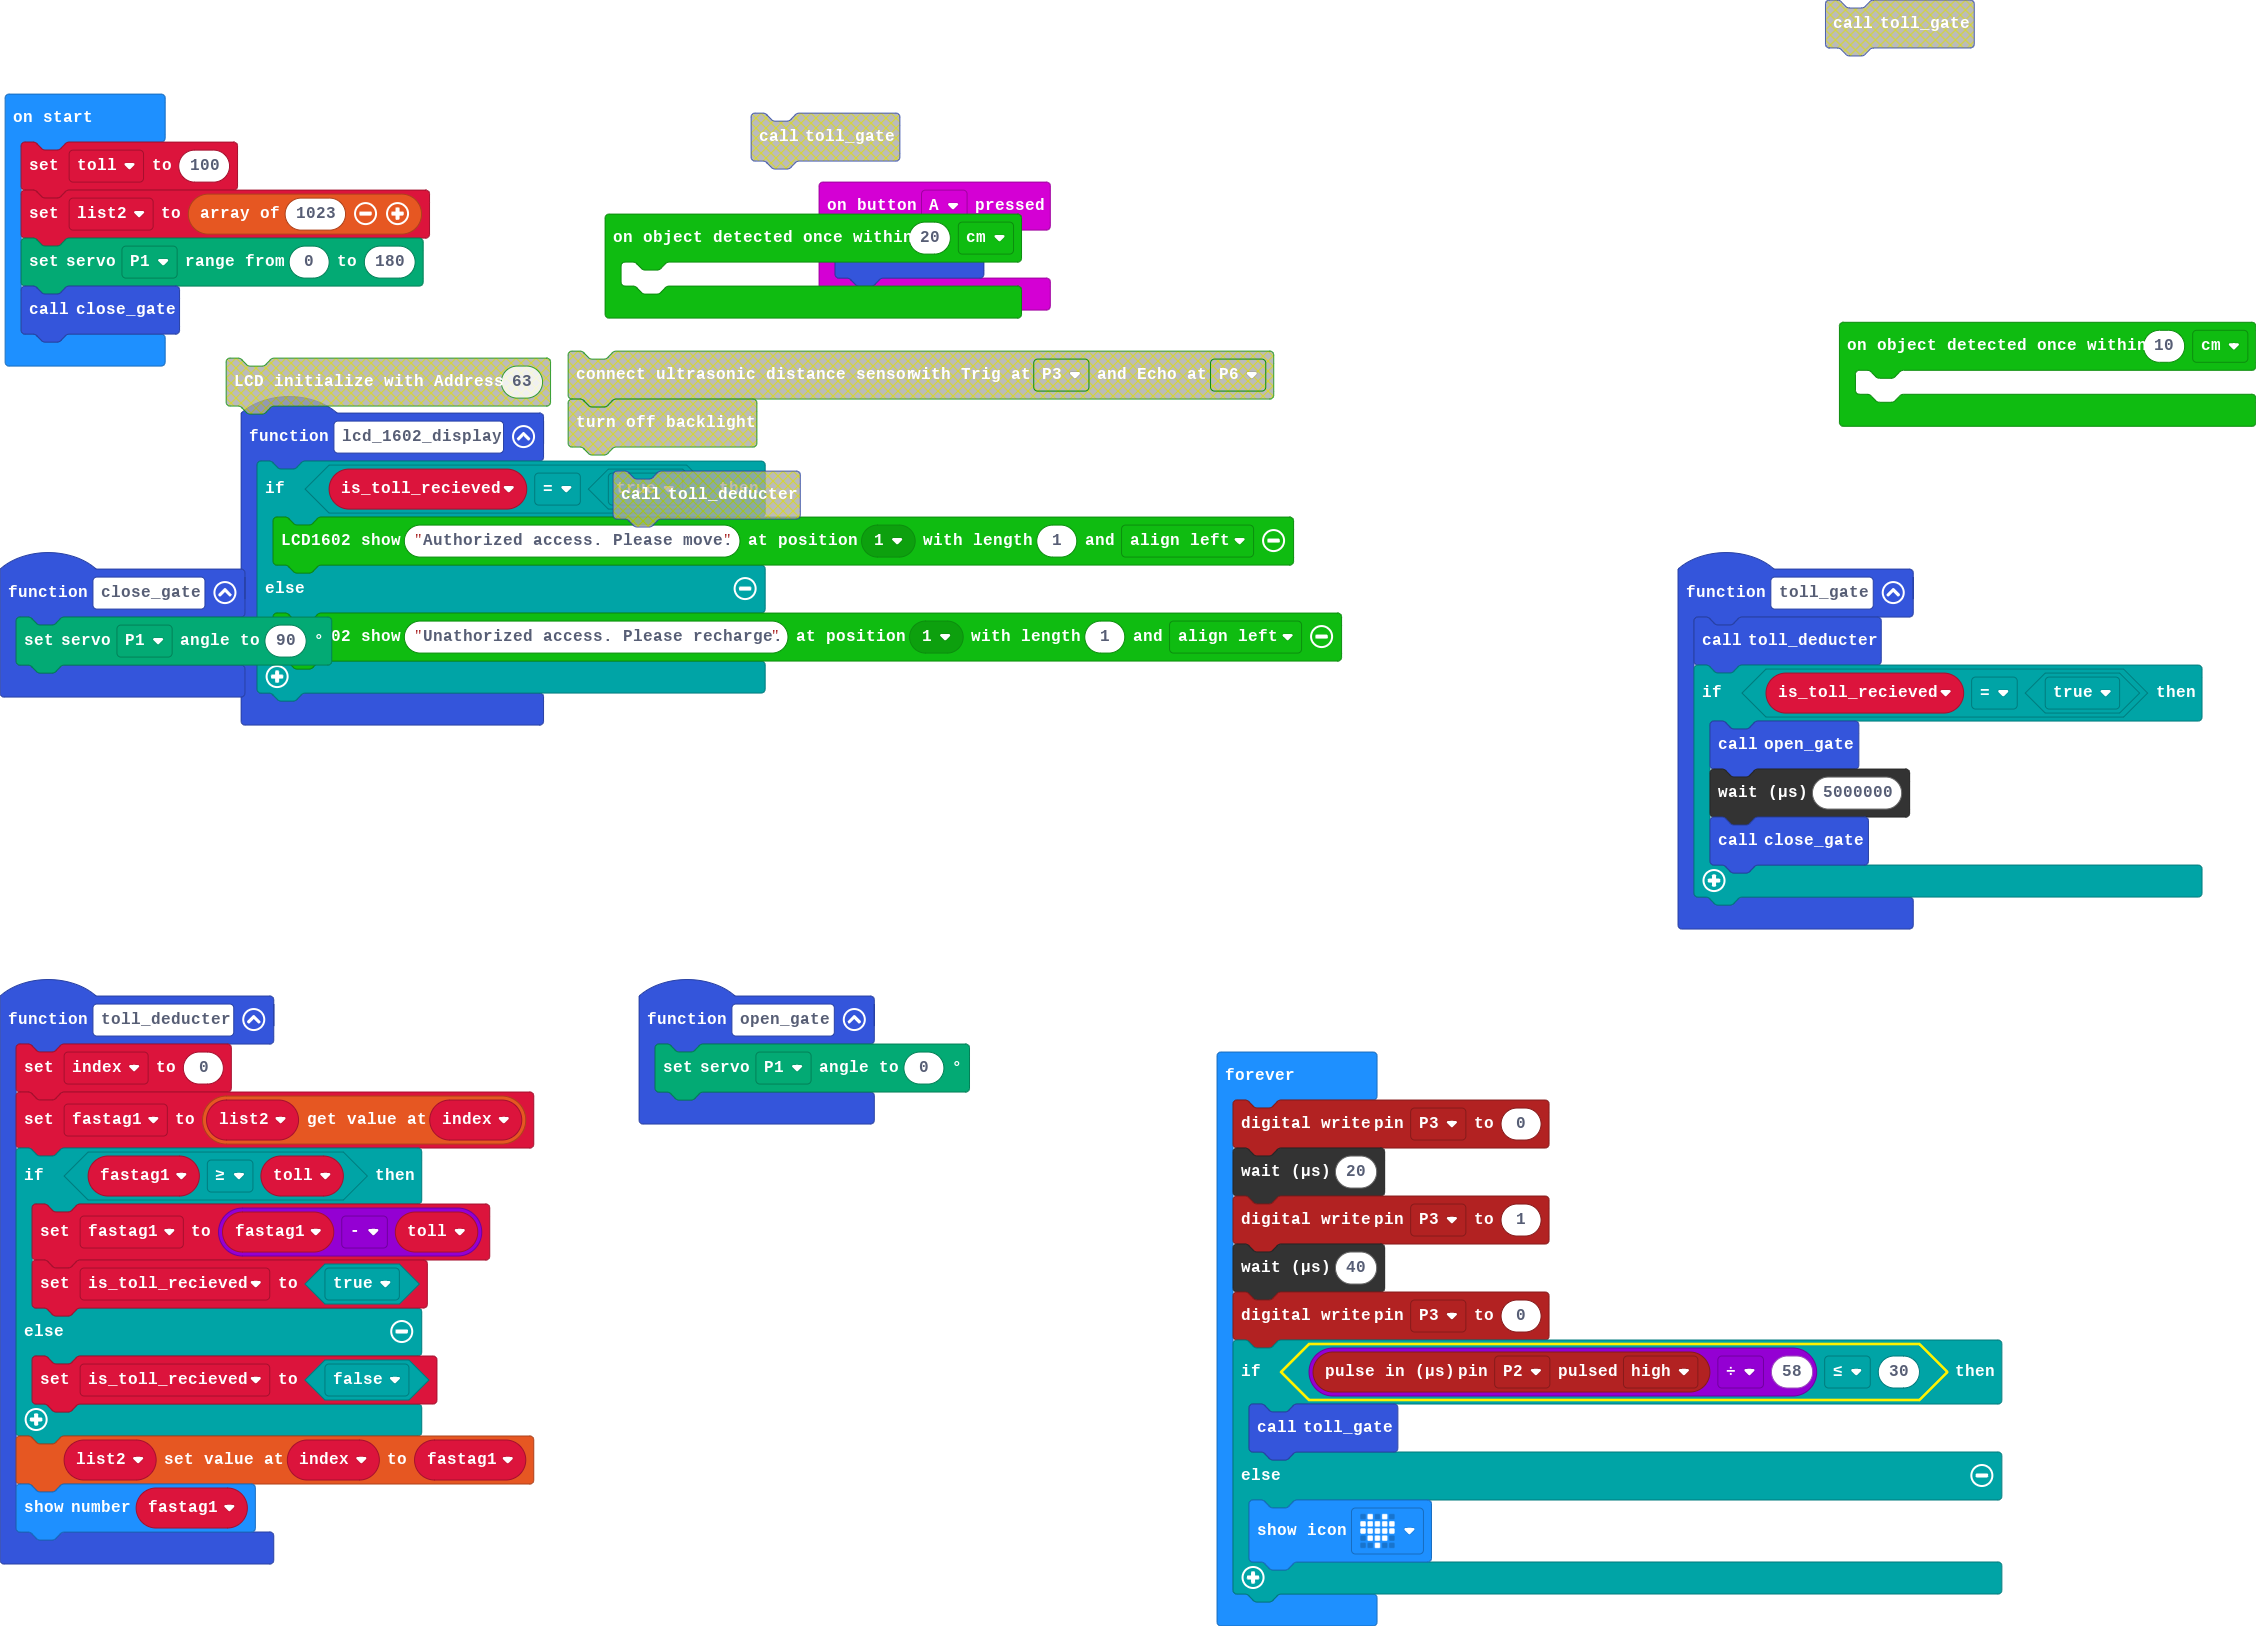 call toll_gate
on start
set toll to 100
set list2 to array of 1023
set servo P1 range from 0 to 180
call close_gate
call toll_gate
on button A pressed
on object detected once within 20 cm
on object detected once within 10 cm
LCD initialize with Address 63
connect ultrasonic distance sensor with Trig at P3 and Echo at P6
turn off backlight
function lcd_1602_display
if is_toll_recieved =
call toll_deducter
LCD1602 show "Authorized access. Please move." at position 1 with length 1 and align left
else
02 show "Unathorized access. Please recharge." at position 1 with length 1 and align left
function close_gate
set servo P1 angle to 90 °
function toll_gate
call toll_deducter
if is_toll_recieved = true then
call open_gate
wait (µs) 5000000
call close_gate
function toll_deducter
set index to 0
set fastag1 to list2 get value at index
if fastag1 ≥ toll then
set fastag1 to fastag1 - toll
set is_toll_recieved to true
else
set is_toll_recieved to false
list2 set value at index to fastag1
show number fastag1
function open_gate
set servo P1 angle to 0 °
forever
digital write pin P3 to 0
wait (µs) 20
digital write pin P3 to 1
wait (µs) 40
digital write pin P3 to 0
if pulse in (µs) pin P2 pulsed high ÷ 58 ≤ 30 then
call toll_gate
else
show icon